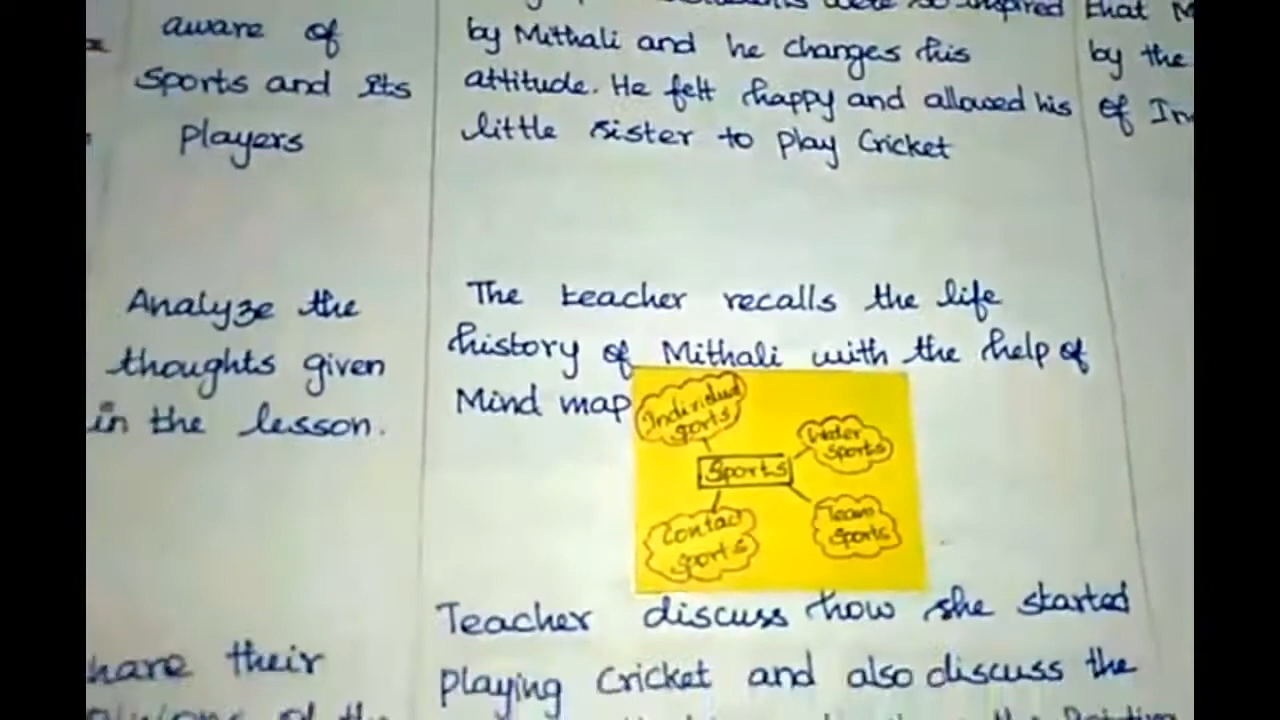 aware of
sports and its
players
Analyze the
thoughts given
in the lesson.
hare their
inspired
by Mithali and he changes his
attitude. He felt happy and allowed his
little sister to play Cricket
The teacher recalls the life
history of Mithali with the help of
Mind map
Individual
sports
Water
sports
Sports
Contact
sports
Team
sports
Teacher discuss how she started
playing Cricket and also discuss the
that M
by the
of In